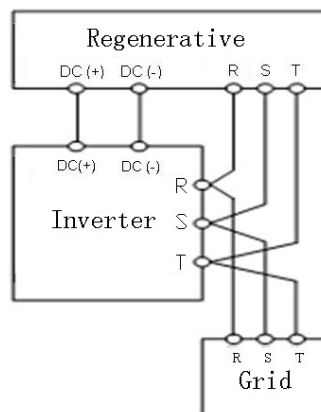 Regenerative
DC (+) DC (-) R S T
DC(+) DC(-)
R
Inverter S
T
R S T
Grid